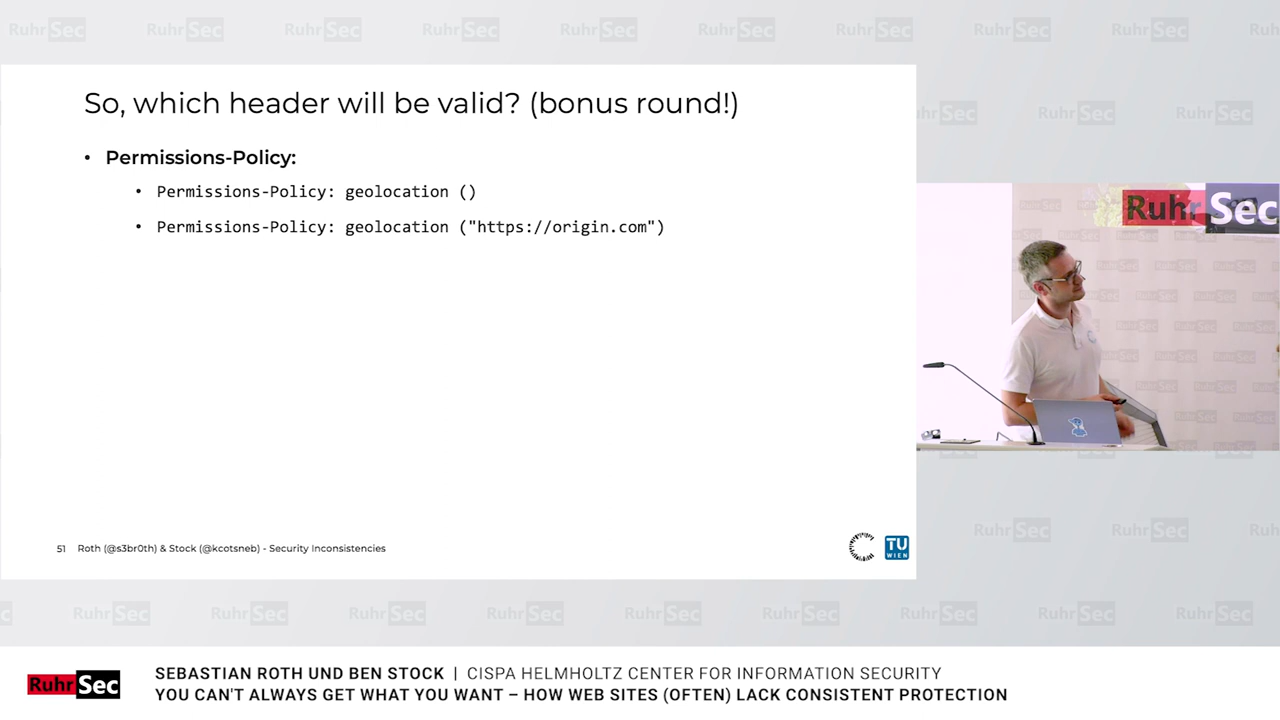 So, which header will be valid? (bonus round!)
• Permissions-Policy:
• Permissions-Policy: geolocation ()
• Permissions-Policy: geolocation ("https://origin.com")
51 Roth (@s3br0th) & Stock (@kcotsneb) - Security Inconsistencies
TU
WIEN
RuhrSec
RuhrSec
SEBASTIAN ROTH UND BEN STOCK | CISPA HELMHOLTZ CENTER FOR INFORMATION SECURITY
YOU CAN'T ALWAYS GET WHAT YOU WANT – HOW WEB SITES (OFTEN) LACK CONSISTENT PROTECTION